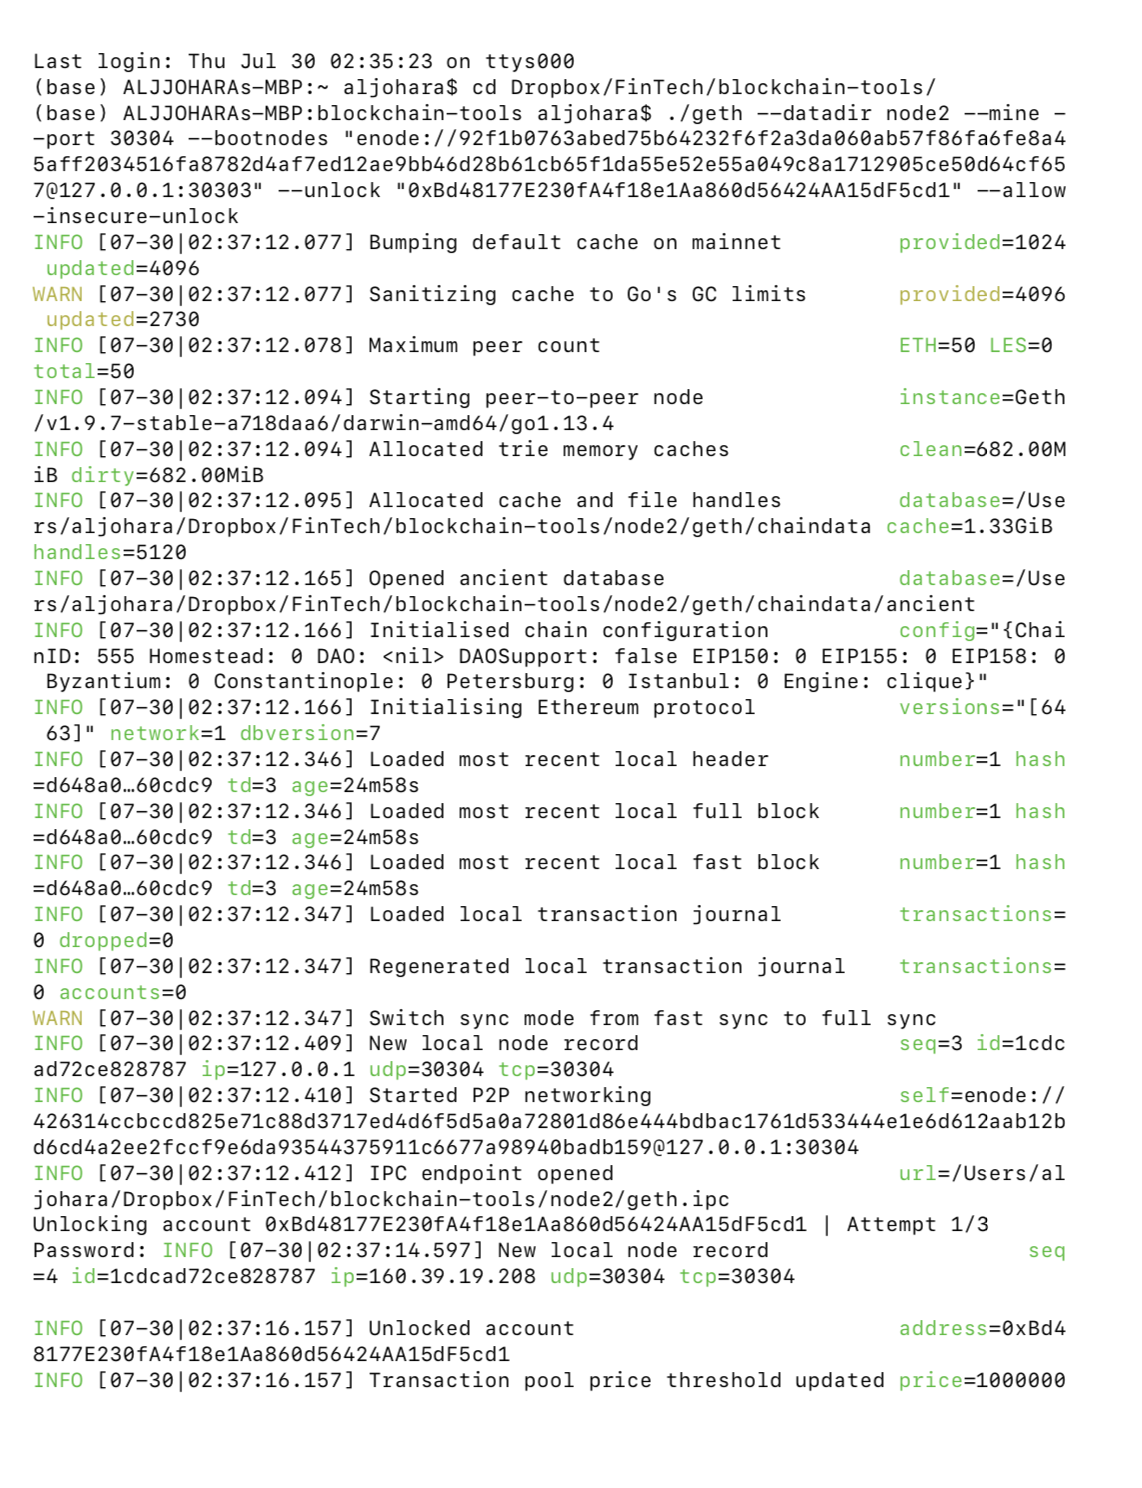 Last login: Thu Jul 30 02:35:23 on ttys000
(base) ALJJOHARAs-MBP:~ aljohara$ cd Dropbox/FinTech/blockchain-tools/
(base) ALJJOHARAs-MBP:blockchain-tools aljohara$ ./geth --datadir node2 --mine -
-port 30304 --bootnodes "enode://92f1b0763abed75b64232f6f2a3da060ab57f86fa6fe8a4
5aff2034516fa8782d4af7ed12ae9bb46d28b61cb65f1da55e52e55a049c8a1712905ce50d64cf65
7@127.0.0.1:30303" --unlock "0xBd48177E230fA4f18e1Aa860d56424AA15dF5cd1" --allow
-insecure-unlock
INFO [07-30|02:37:12.077] Bumping default cache on mainnet         provided=1024
 updated=4096
WARN [07-30|02:37:12.077] Sanitizing cache to Go's GC limits       provided=4096
 updated=2730
INFO [07-30|02:37:12.078] Maximum peer count                       ETH=50 LES=0
total=50
INFO [07-30|02:37:12.094] Starting peer-to-peer node               instance=Geth
/v1.9.7-stable-a718daa6/darwin-amd64/go1.13.4
INFO [07-30|02:37:12.094] Allocated trie memory caches             clean=682.00M
iB dirty=682.00MiB
INFO [07-30|02:37:12.095] Allocated cache and file handles         database=/Use
rs/aljohara/Dropbox/FinTech/blockchain-tools/node2/geth/chaindata cache=1.33GiB
handles=5120
INFO [07-30|02:37:12.165] Opened ancient database                  database=/Use
rs/aljohara/Dropbox/FinTech/blockchain-tools/node2/geth/chaindata/ancient
INFO [07-30|02:37:12.166] Initialised chain configuration          config="{Chai
nID: 555 Homestead: 0 DAO: <nil> DAOSupport: false EIP150: 0 EIP155: 0 EIP158: 0
 Byzantium: 0 Constantinople: 0 Petersburg: 0 Istanbul: 0 Engine: clique}"
INFO [07-30|02:37:12.166] Initialising Ethereum protocol           versions="[64
 63]" network=1 dbversion=7
INFO [07-30|02:37:12.346] Loaded most recent local header          number=1 hash
=d648a0…60cdc9 td=3 age=24m58s
INFO [07-30|02:37:12.346] Loaded most recent local full block      number=1 hash
=d648a0…60cdc9 td=3 age=24m58s
INFO [07-30|02:37:12.346] Loaded most recent local fast block      number=1 hash
=d648a0…60cdc9 td=3 age=24m58s
INFO [07-30|02:37:12.347] Loaded local transaction journal         transactions=
0 dropped=0
INFO [07-30|02:37:12.347] Regenerated local transaction journal    transactions=
0 accounts=0
WARN [07-30|02:37:12.347] Switch sync mode from fast sync to full sync
INFO [07-30|02:37:12.409] New local node record                    seq=3 id=1cdc
ad72ce828787 ip=127.0.0.1 udp=30304 tcp=30304
INFO [07-30|02:37:12.410] Started P2P networking                   self=enode://
426314ccbccd825e71c88d3717ed4d6f5d5a0a72801d86e444bdbac1761d533444e1e6d612aab12b
d6cd4a2ee2fccf9e6da93544375911c6677a98940badb159@127.0.0.1:30304
INFO [07-30|02:37:12.412] IPC endpoint opened                      url=/Users/al
johara/Dropbox/FinTech/blockchain-tools/node2/geth.ipc
Unlocking account 0xBd48177E230fA4f18e1Aa860d56424AA15dF5cd1 | Attempt 1/3
Password: INFO [07-30|02:37:14.597] New local node record                    seq
=4 id=1cdcad72ce828787 ip=160.39.19.208 udp=30304 tcp=30304
INFO [07-30|02:37:16.157] Unlocked account                         address=0xBd4
8177E230fA4f18e1Aa860d56424AA15dF5cd1
INFO [07-30|02:37:16.157] Transaction pool price threshold updated price=1000000